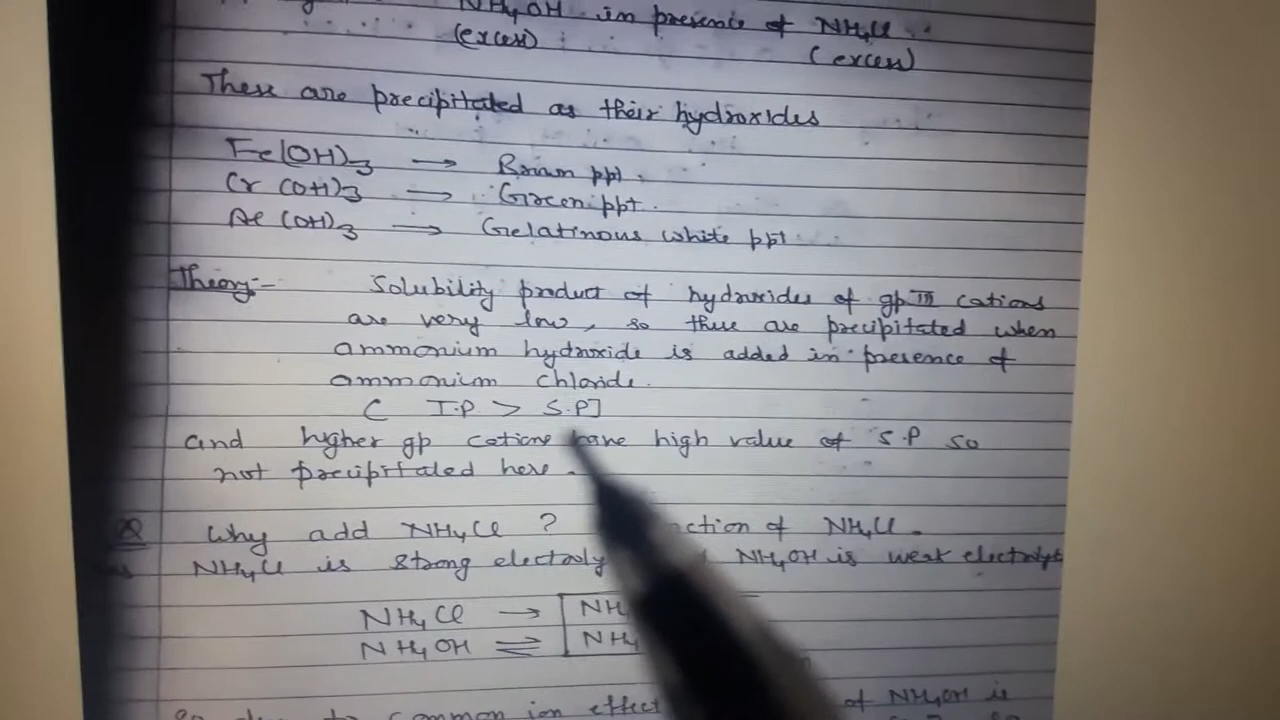 NH4OH in presence of NH4Cl
(excess) (excess)
These are precipitated as their hydroxides
Fe(OH)3 → Brown ppt.
Cr(OH)3 → Green ppt.
Al(OH)3 → Gelatinous white ppt.
Theory:- Solubility product of hydroxides of gp III cations
are very low, so these are precipitated when
ammonium hydroxide is added in presence of
ammonium chloride.
[ I.P > S.P]
and higher gp cations have high value of S.P so
not precipitated here.
Q Why add NH4Cl ? of NH4Cl.
NH4Cl is strong NH4OH is weak electrolyte
NH4Cl → NH
NH4OH ⇌ NH4
common ion effect of NH4OH is